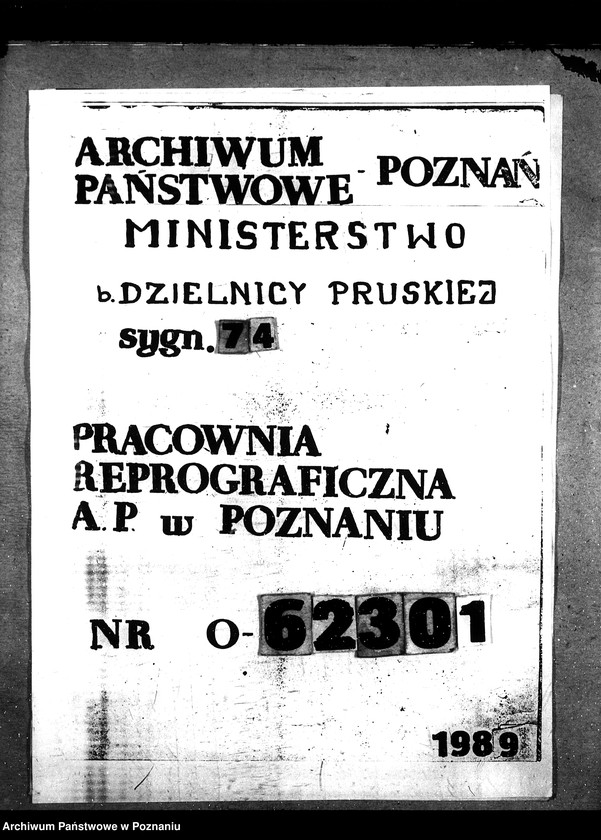 ARCHIWUM
PAŃSTWOWE - POZNAŃ
MINISTERSTWO
b. DZIELNICY PRUSKIEJ
sygn. 74
PRACOWNIA
REPROGRAFICZNA
A. P. w POZNANIU
NR O-62301
1989
Archiwum Państwowe w Poznaniu